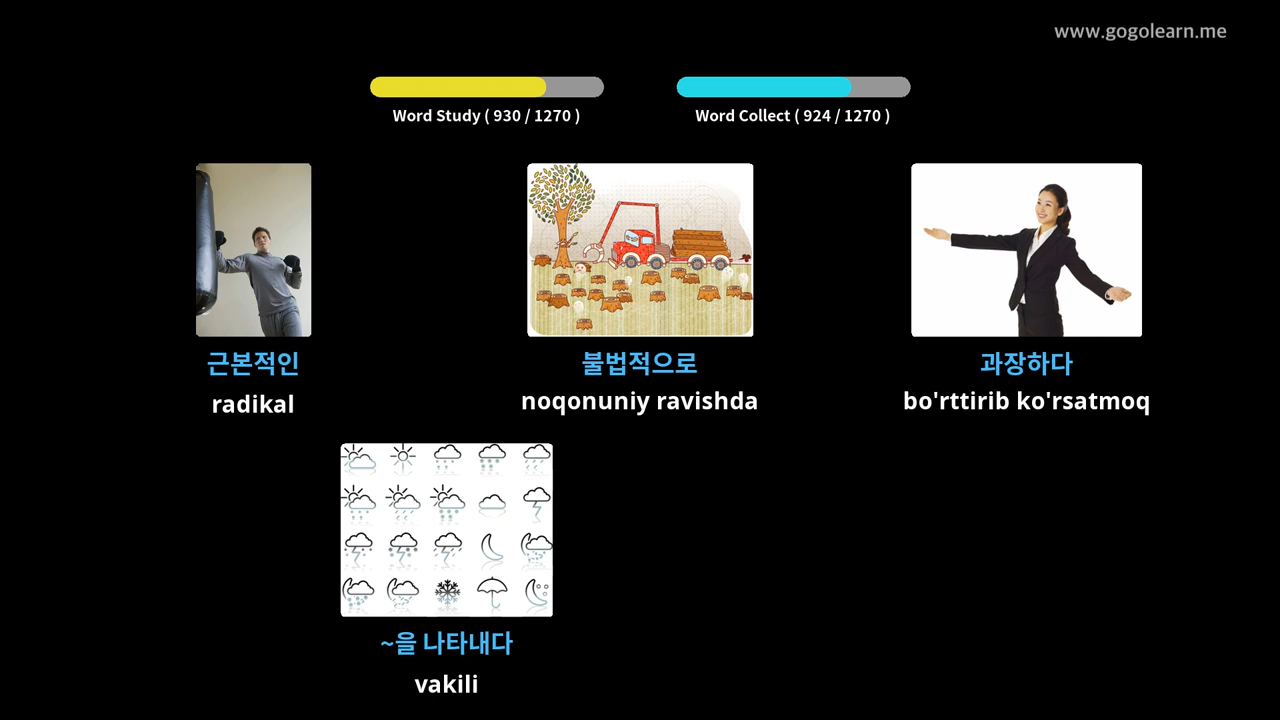 www.gogolearn.me
Word Study ( 930 / 1270 )
Word Collect ( 924 / 1270 )
근본적인
radikal
불법적으로
noqonuniy ravishda
과장하다
bo'rttirib ko'rsatmoq
~을 나타내다
vakili